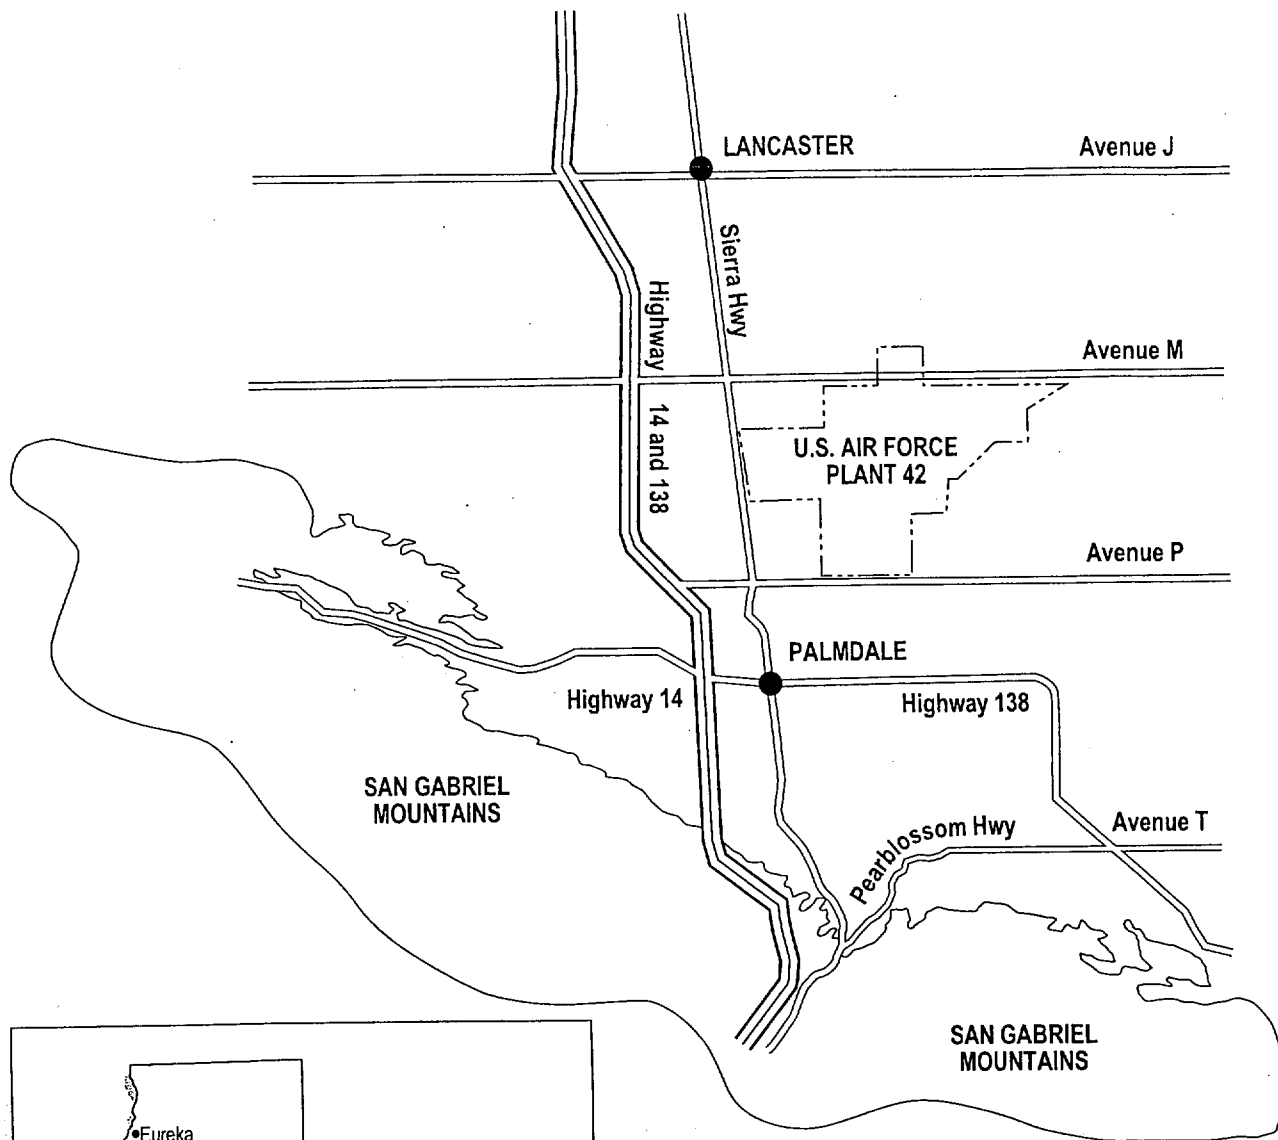 LANCASTER
Avenue J
Sierra Hwy
Highway
14 and 138
Avenue M
U.S. AIR FORCE
PLANT 42
Avenue P
PALMDALE
Highway 14
Highway 138
SAN GABRIEL
MOUNTAINS
Pearblossom Hwy
Avenue T
SAN GABRIEL
MOUNTAINS
Eureka